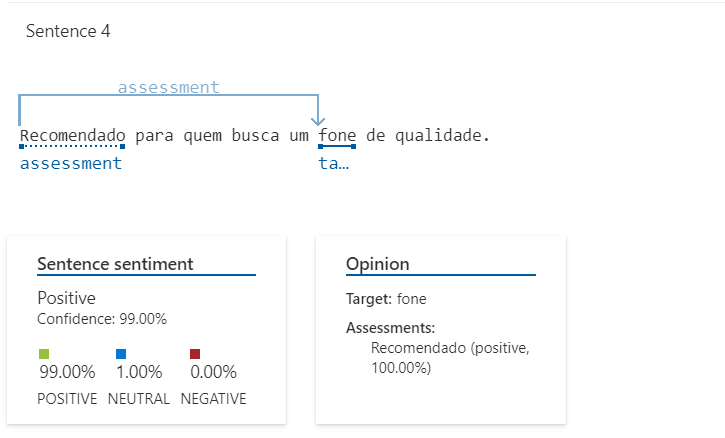 Sentence 4
assessment
Recomendado para quem busca um fone de qualidade.
assessment ta…
Sentence sentiment
Positive
Confidence: 99.00%
99.00% 1.00% 0.00%
POSITIVE NEUTRAL NEGATIVE
Opinion
Target: fone
Assessments:
Recomendado (positive,
100.00%)